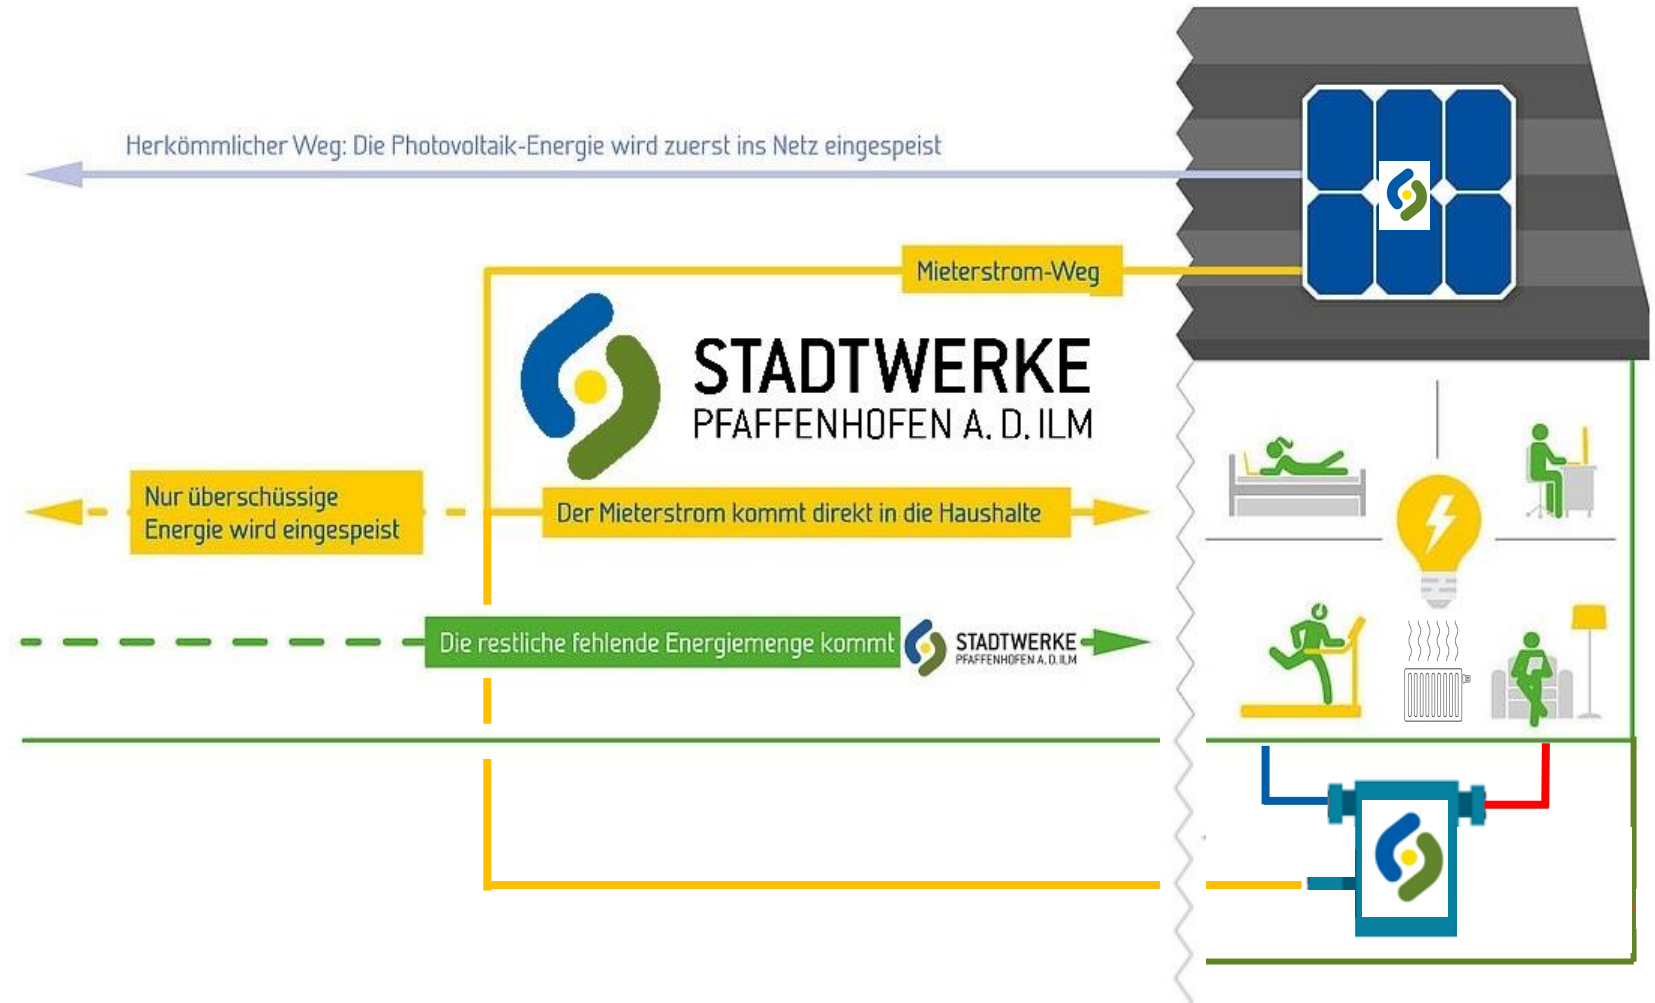 Herkömmlicher Weg: Die Photovoltaik-Energie wird zuerst ins Netz eingespeist
Mieterstrom-Weg
STADTWERKE
PFAFFENHOFEN A. D. ILM
Nur überschüssige
Energie wird eingespeist
Der Mieterstrom kommt direkt in die Haushalte
Die restliche fehlende Energiemenge kommt
STADTWERKE
PFAFFENHOFEN A. D. ILM